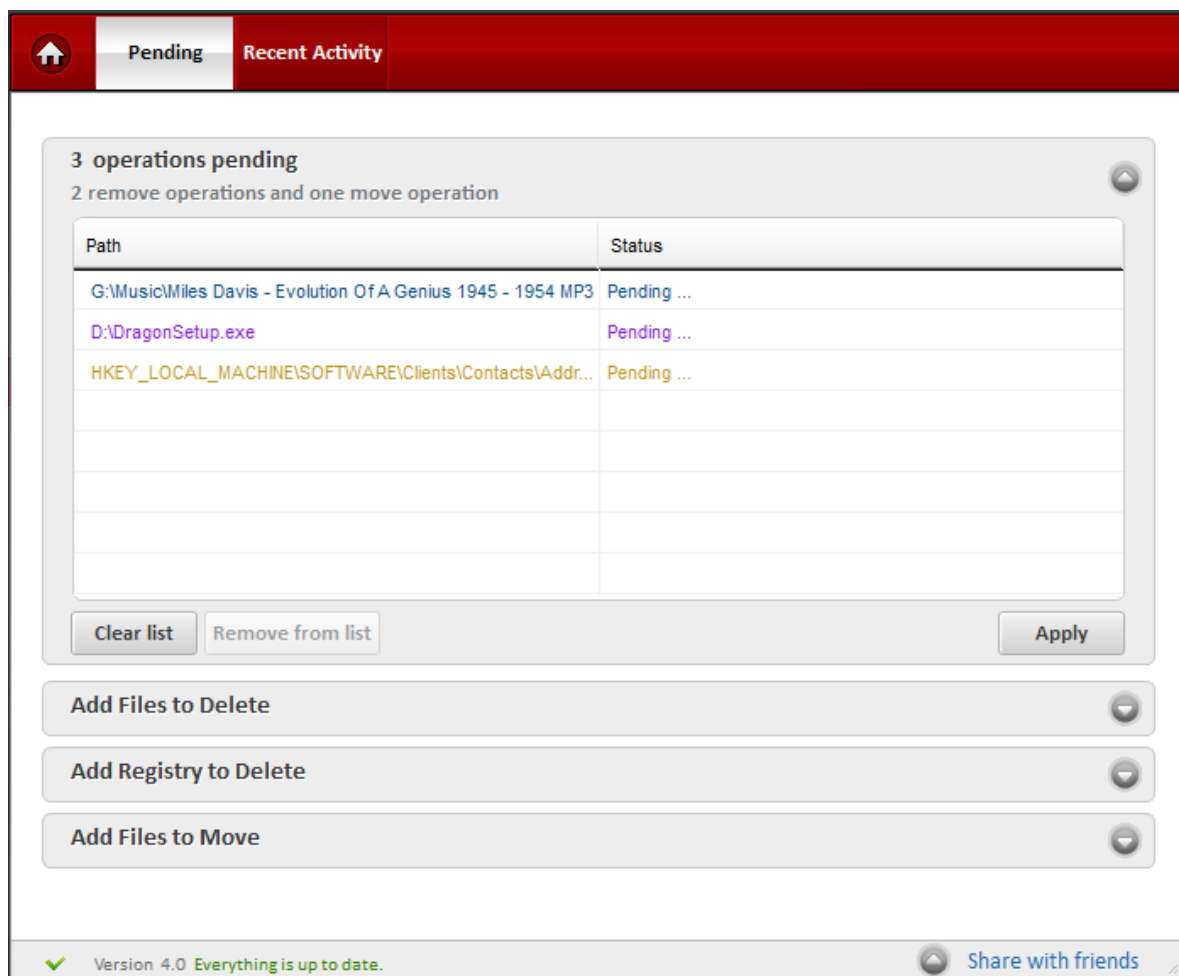 Pending Recent Activity
3 operations pending
2 remove operations and one move operation
Path Status
G:\Music\Miles Davis - Evolution Of A Genius 1945 - 1954 MP3 Pending ...
D:\DragonSetup.exe Pending ...
HKEY_LOCAL_MACHINE\SOFTWARE\Clients\Contacts\Addr... Pending ...
Clear list Remove from list Apply
Add Files to Delete
Add Registry to Delete
Add Files to Move
Version 4.0 Everything is up to date. Share with friends